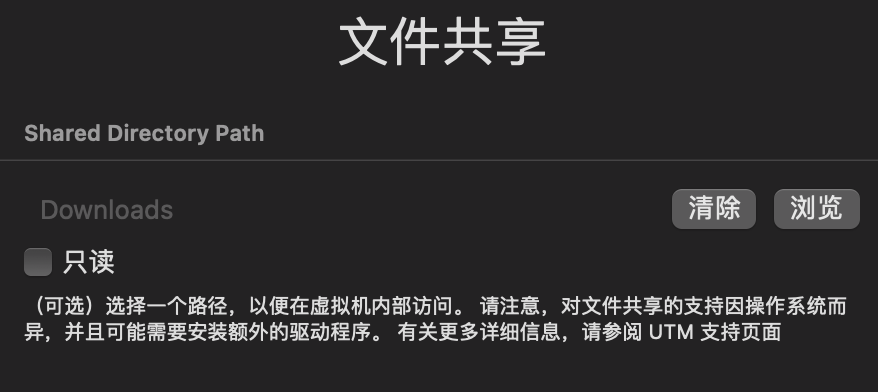 文件共享
Shared Directory Path
Downloads
清除
浏览
只读
（可选）选择一个路径，以便在虚拟机内部访问。 请注意，对文件共享的支持因操作系统而
异，并且可能需要安装额外的驱动程序。 有关更多详细信息，请参阅 UTM 支持页面